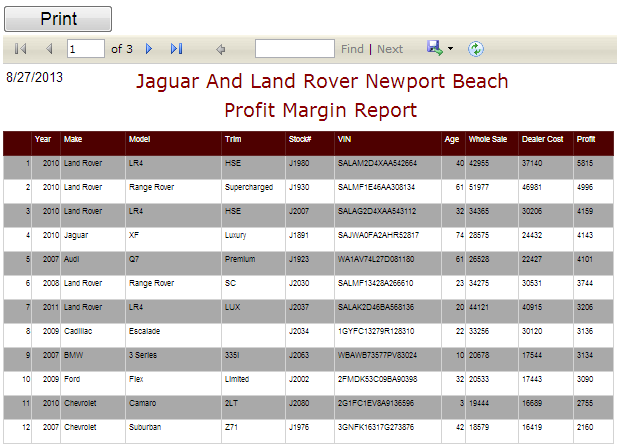 Print
1 of 3 Find | Next
8/27/2013
Jaguar And Land Rover Newport Beach
Profit Margin Report
Year Make Model Trim Stock# VIN Age Whole Sale Dealer Cost Profit
1 2010 Land Rover LR4 HSE J1980 SALAM2D4XAA542664 40 42955 37140 5815
2 2010 Land Rover Range Rover Supercharged J1930 SALMF1E46AA308134 61 51977 46981 4996
3 2010 Land Rover LR4 HSE J2007 SALAG2D4XAA543112 32 34365 30206 4159
4 2010 Jaguar XF Luxury J1891 SAJWA0FA2AHR52817 74 28575 24432 4143
5 2007 Audi Q7 Premium J1923 WA1AV74L27D081180 61 26528 22427 4101
6 2008 Land Rover Range Rover SC J2030 SALMF13428A266610 23 34275 30531 3744
7 2011 Land Rover LR4 LUX J2037 SALAK2D46BA568136 20 44121 40915 3206
8 2009 Cadillac Escalade J2034 1GYFC13279R128310 22 33256 30120 3136
9 2007 BMW 3 Series 335I J2063 WBAWB73577PV83024 10 20678 17544 3134
10 2009 Ford Flex Limited J2002 2FMDK53C09BA90398 32 20533 17443 3090
11 2010 Chevrolet Camaro 2LT J2080 2G1FC1EV8A9136596 3 19444 16689 2755
12 2007 Chevrolet Suburban Z71 J1976 3GNFK16317G273876 42 18579 16419 2160